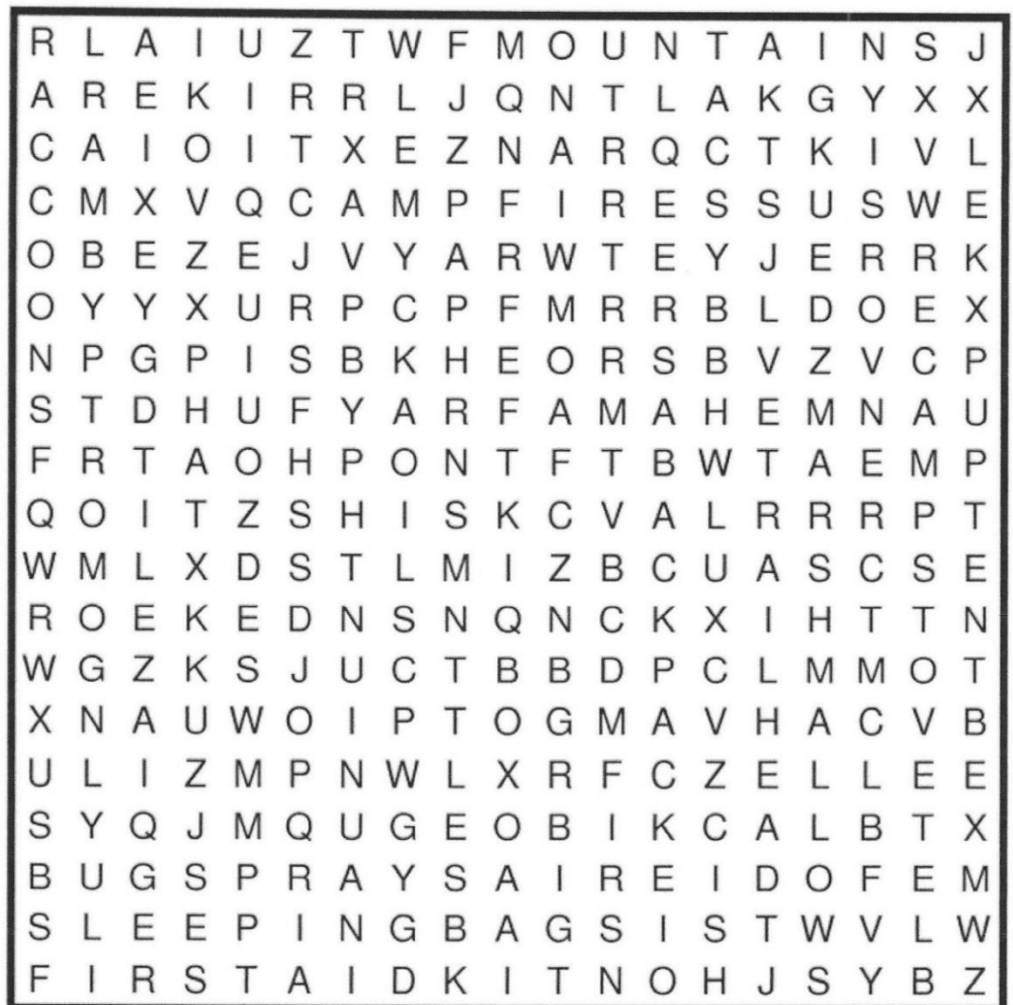 R L A I U Z T W F M O U N T A I N S J
A R E K I R R L J Q N T L A K G Y X X
C A I O I T X E Z N A R Q C T K I V L
C M X V Q C A M P F I R E S S U S W E
O B E Z E J V Y A R W T E Y J E R R K
O Y Y X U R P C P F M R R B L D O E X
N P G P I S B K H E O R S B V Z V C P
S T D H U F Y A R F A M A H E M N A U
F R T A O H P O N T F T B W T A E M P
Q O I T Z S H I S K C V A L R R R P T
W M L X D S T L M I Z B C U A S C S E
R O E K E D N S N Q N C K X I H T T N
W G Z K S J U C T B B D P C L M M O T
X N A U W O I P T O G M A V H A C V B
U L I Z M P N W L X R F C Z E L L E E
S Y Q J M Q U G E O B I K C A L B T X
B U G S P R A Y S A I R E I D O F E M
S L E E P I N G B A G S I S T W V L W
F I R S T A I D K I T N O H J S Y B Z